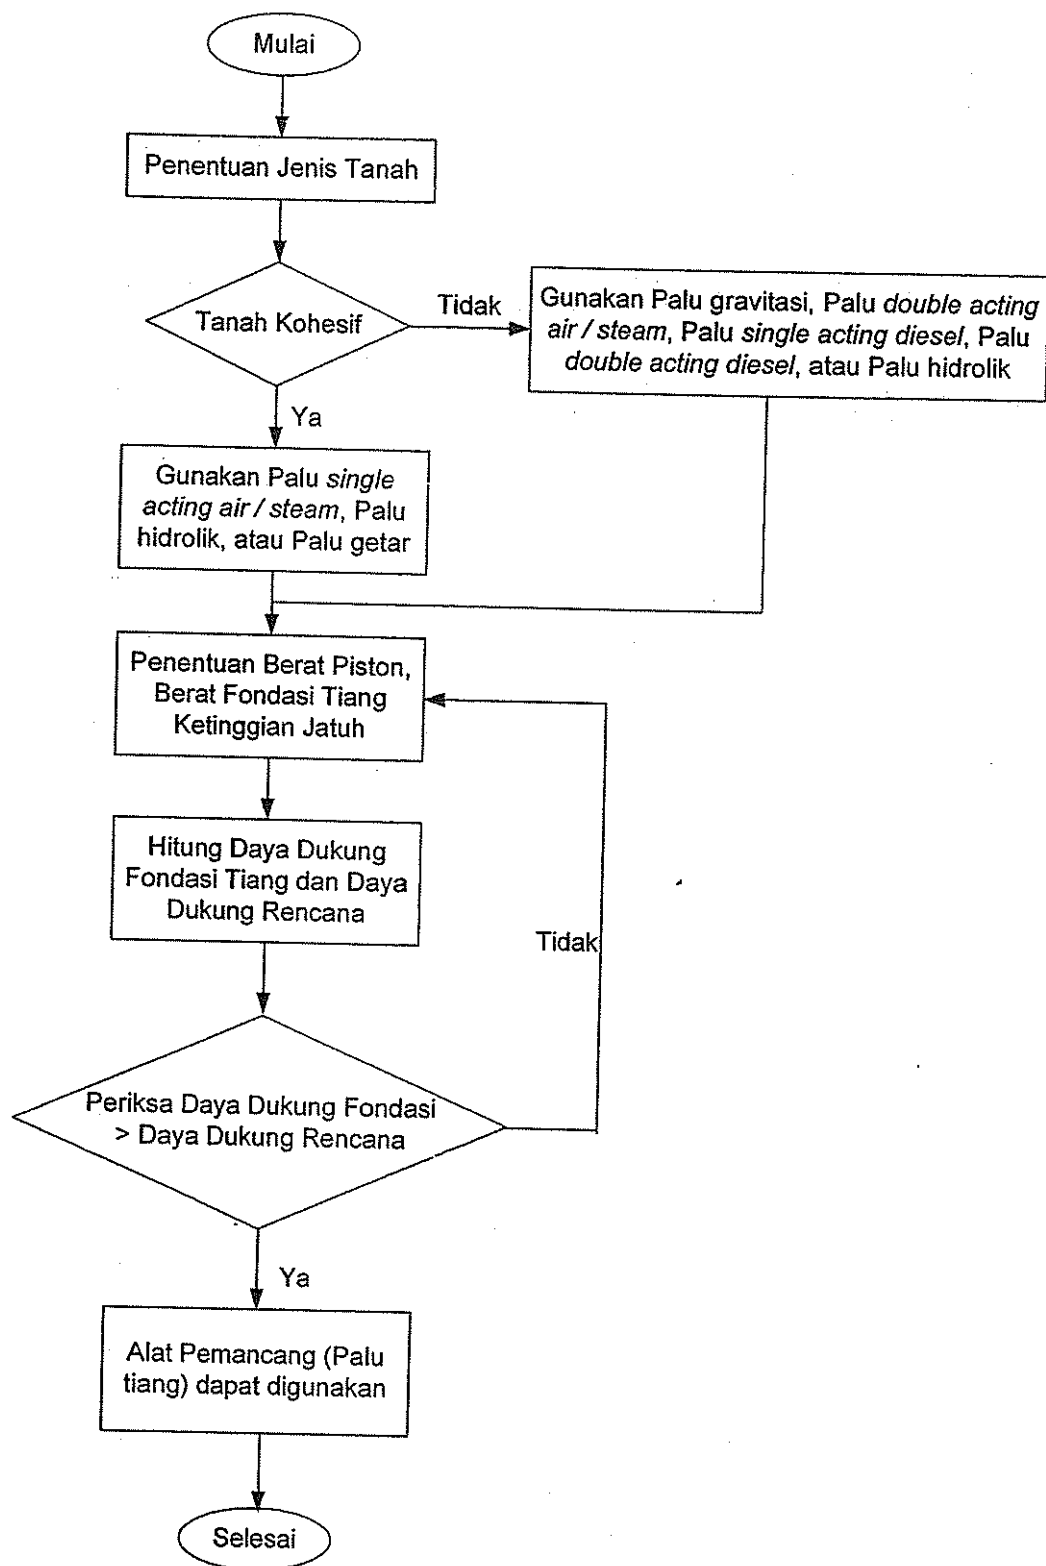 Mulai
Penentuan Jenis Tanah
Tanah Kohesif
Tidak
Gunakan Palu gravitasi, Palu double acting
air / steam, Palu single acting diesel, Palu
double acting diesel, atau Palu hidrolik
Ya
Gunakan Palu single
acting air / steam, Palu
hidrolik, atau Palu getar
Penentuan Berat Piston,
Berat Fondasi Tiang
Ketinggian Jatuh
Hitung Daya Dukung
Fondasi Tiang dan Daya
Dukung Rencana
Tidak
Periksa Daya Dukung Fondasi
> Daya Dukung Rencana
Ya
Alat Pemancang (Palu
tiang) dapat digunakan
Selesai